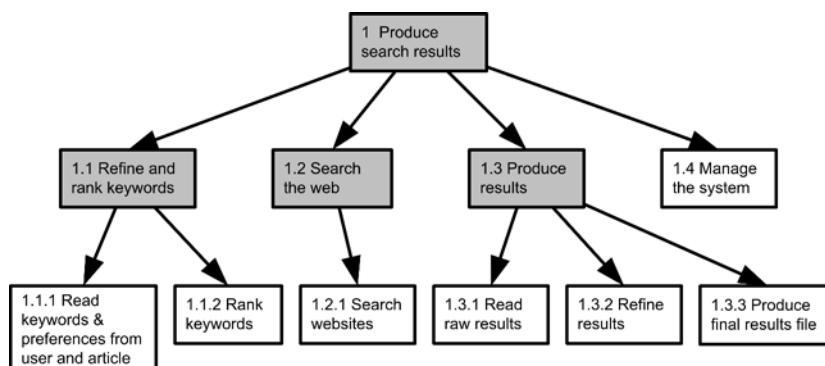 1 Produce
search results
1.1 Refine and
rank keywords
1.2 Search
the web
1.3 Produce
results
1.4 Manage
the system
1.1.1 Read
keywords &
preferences from
user and article
1.1.2 Rank
keywords
1.2.1 Search
websites
1.3.1 Read
raw results
1.3.2 Refine
results
1.3.3 Produce
final results file